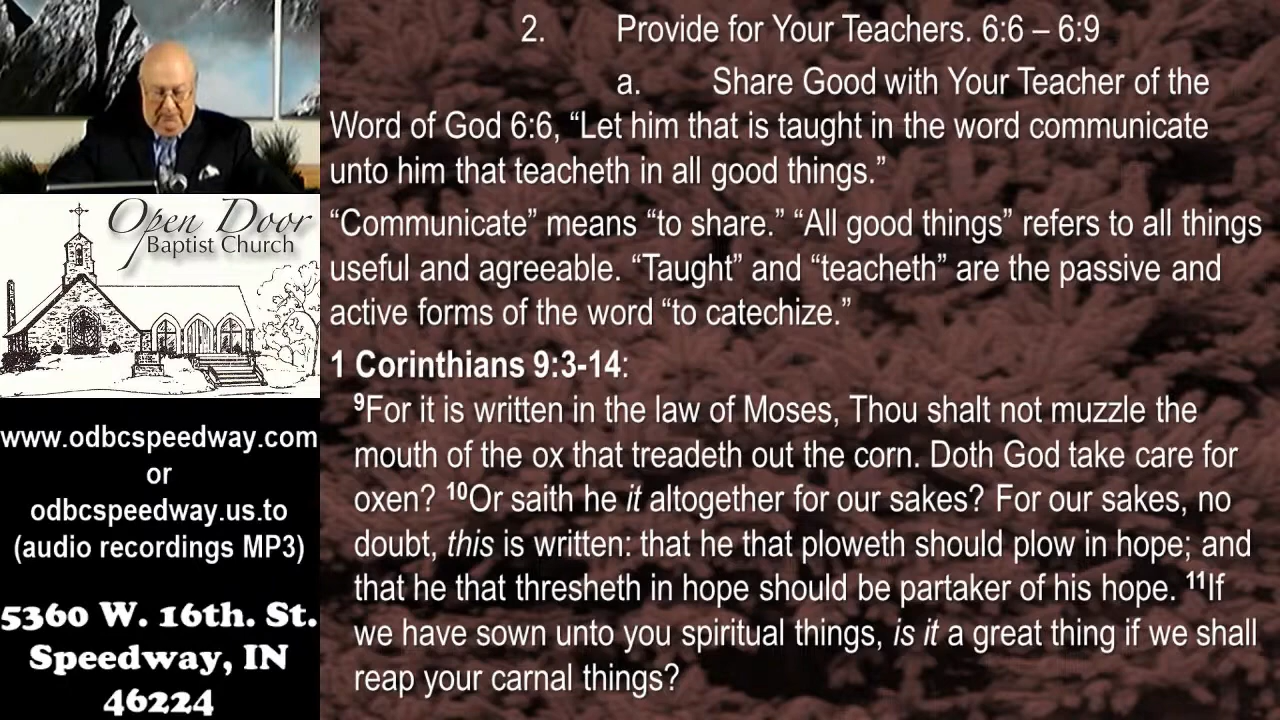 2. Provide for Your Teachers. 6:6 – 6:9
a. Share Good with Your Teacher of the
Word of God 6:6, “Let him that is taught in the word communicate
unto him that teacheth in all good things.”
“Communicate” means “to share.” “All good things” refers to all things
useful and agreeable. “Taught” and “teacheth” are the passive and
active forms of the word “to catechize.”
1 Corinthians 9:3-14:
9For it is written in the law of Moses, Thou shalt not muzzle the
mouth of the ox that treadeth out the corn. Doth God take care for
oxen? 10Or saith he it altogether for our sakes? For our sakes, no
doubt, this is written: that he that ploweth should plow in hope; and
that he that thresheth in hope should be partaker of his hope. 11If
we have sown unto you spiritual things, is it a great thing if we shall
reap your carnal things?
Open Door
Baptist Church
www.odbcspeedway.com
or
odbcspeedway.us.to
(audio recordings MP3)
5360 W. 16th. St.
Speedway, IN
46224